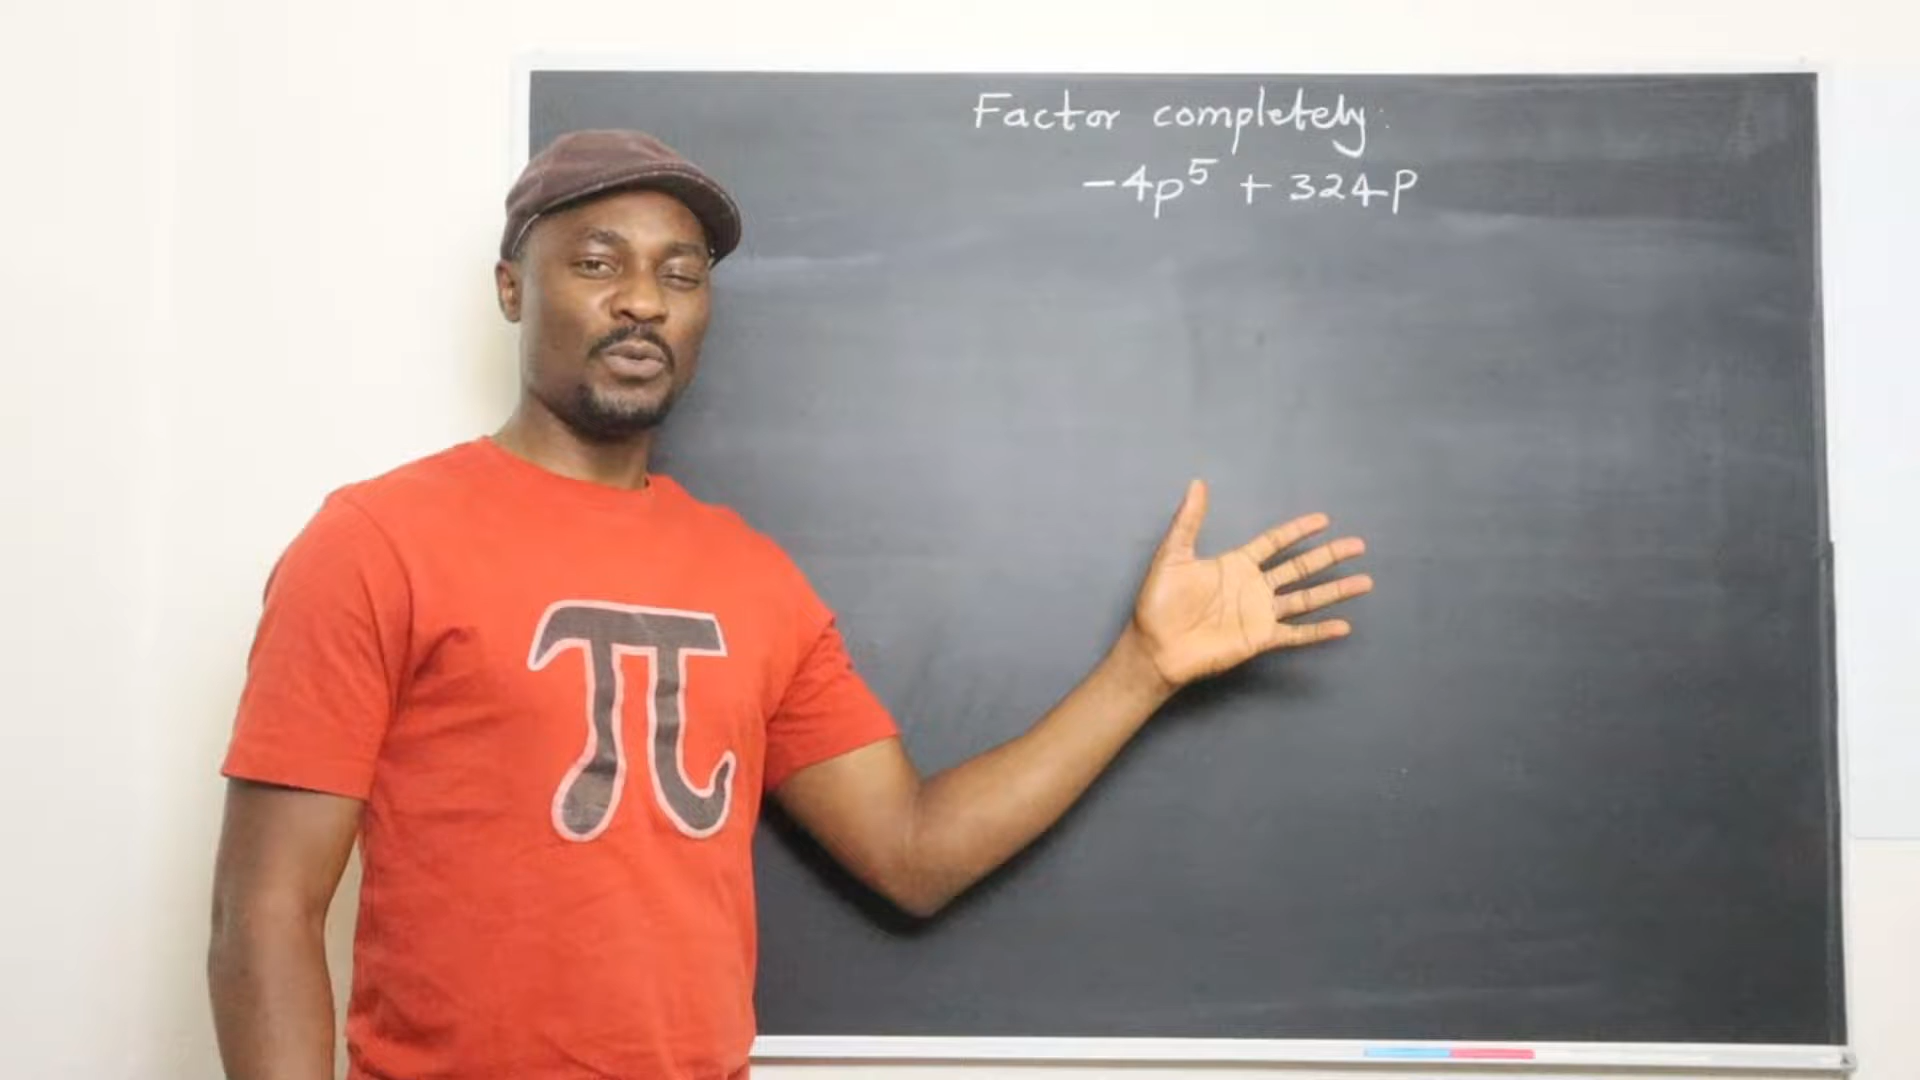 Factor completely:
-4p⁵ + 324p
π